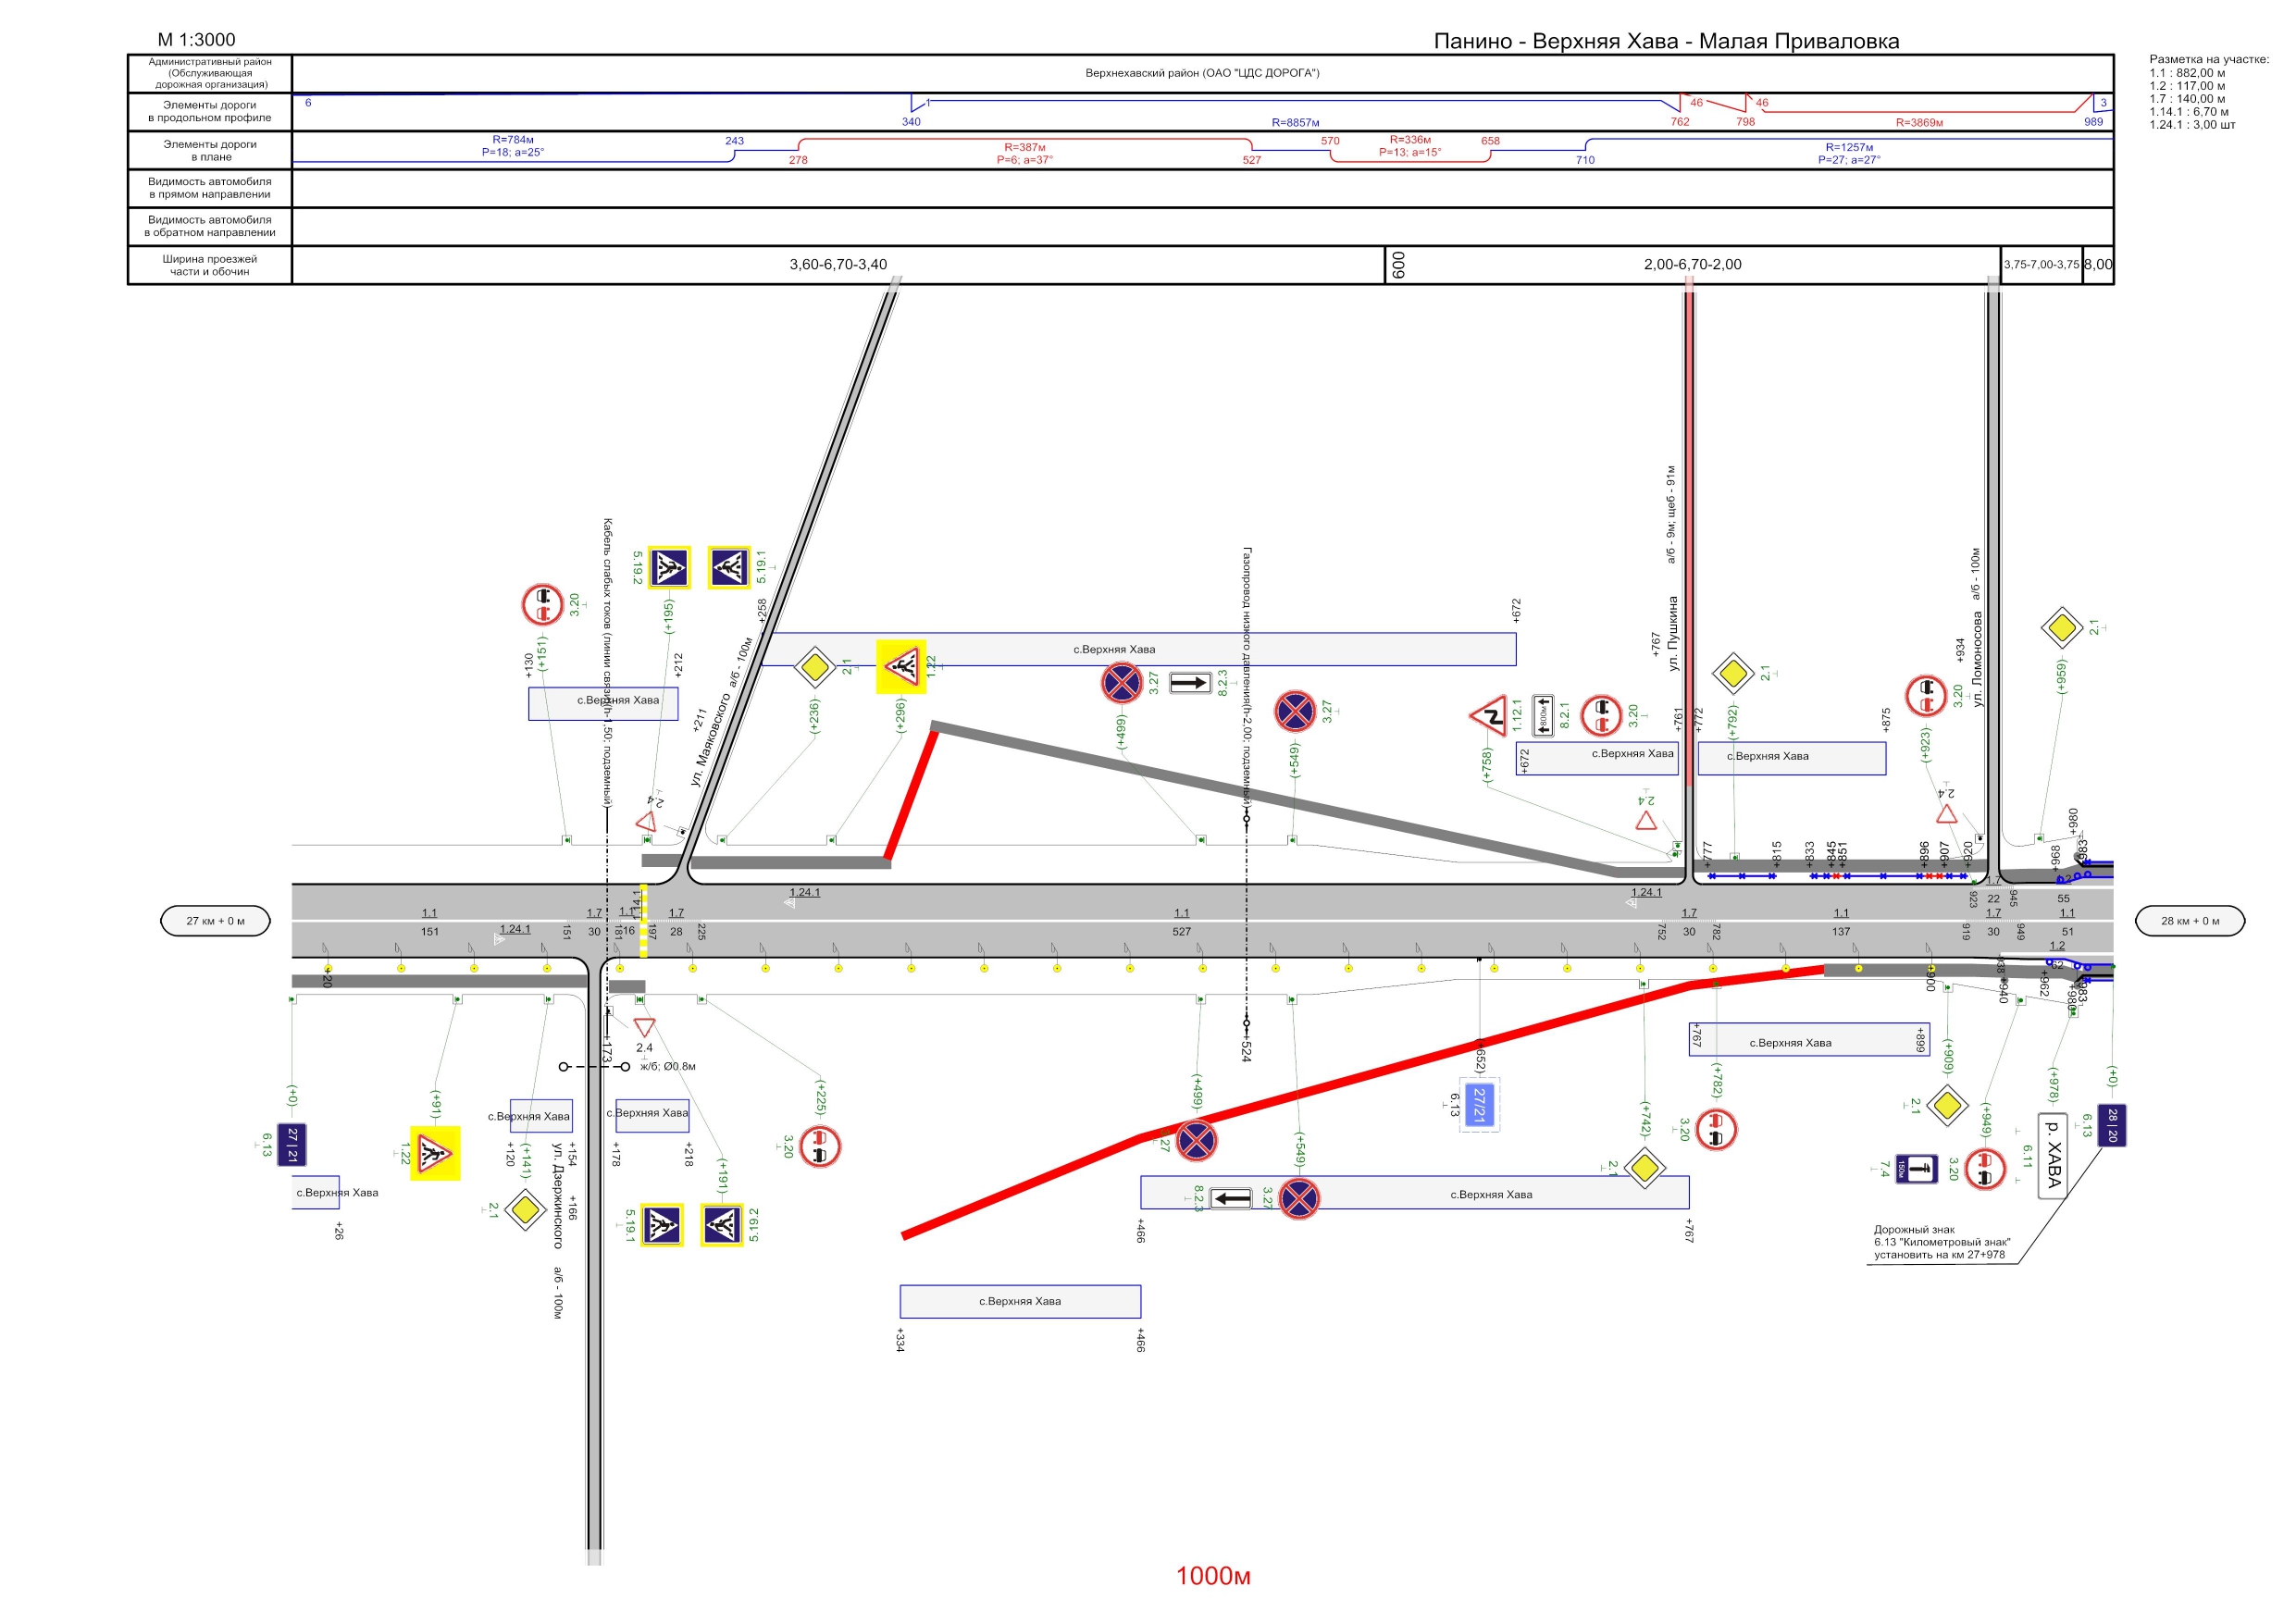 М 1:3000
Панино - Верхняя Хава - Малая Приваловка
Разметка на участке:
1.1 : 882,00 м
1.2 : 117,00 м
1.7 : 140,00 м
1.14.1 : 6,70 м
1.24.1 : 3,00 шт
Административный район
(Обслуживающая
дорожная организация)
Верхнехавский район (ОАО "ЦДС ДОРОГА")
Элементы дороги
в продольном профиле
6
340
1
R=8857м
762
46
798
46
R=3869м
989
3
Элементы дороги
в плане
R=784м
Р=18; а=25°
243
278
R=387м
Р=6; а=37°
527
570
R=336м
Р=13; а=15°
658
710
R=1257м
Р=27; а=27°
Видимость автомобиля
в прямом направлении
Видимость автомобиля
в обратном направлении
Ширина проезжей
части и обочин
3,60-6,70-3,40
600
2,00-6,70-2,00
3,75-7,00-3,75
8,00
Кабель слабых токов (линии связи)(h-1,50; подземный)
5.19.2
5.19.1
(+195)
3.20
(+151)
+130
+212
с.Верхняя Хава
+258
ул. Маяковского а/б - 100м
+211
2.4
с.Верхняя Хава
2.1
(+236)
1.22
(+296)
Газопровод низкого давления(h-2,00; подземный)
3.27
8.2.3
(+499)
3.27
(+549)
+672
1.12.1
800м
8.2.1
3.20
(+758)
+672
с.Верхняя Хава
+761
+772
+767
ул. Пушкина а/б - 9м; щеб - 91м
2.4
2.1
(+792)
с.Верхняя Хава
+875
3.20
(+923)
2.4
+934
ул. Ломоносова а/б - 100м
2.1
(+959)
+777
+815
+833
+845
+851
+896
+907
+920
+968
+980
+983
27 км + 0 м
28 км + 0 м
1.24.1
1.24.1
1.7
923
22
945
55
1.1
151
1.24.1
151
1.7
30
181
1.1
16
1.14.1
197
1.7
28
225
1.1
527
752
1.7
30
782
1.1
137
919
1.7
30
949
1.1
51
1.2
62
+20
+900
+940
+962
+980
+983
+173
2.4
ж/б; Ø0.8м
+524
(+0)
27 | 21
6.13
с.Верхняя Хава
+26
(+91)
1.22
с.Верхняя Хава
+120
+154
(+141)
2.1
ул. Дзержинского а/б - 100м
+166
с.Верхняя Хава
+178
+218
(+191)
5.19.1
5.19.2
(+225)
3.20
с.Верхняя Хава
+334
+466
(+499)
3.27
(+549)
8.2.3
3.27
с.Верхняя Хава
+466
+767
(+652)
27/21
6.13
(+742)
2.1
(+782)
3.20
+767
с.Верхняя Хава
+899
(+909)
2.1
(+949)
7.4
150м
3.20
(+978)
р. ХАВА
6.11
(+0)
28 | 20
6.13
Дорожный знак
6.13 "Километровый знак"
установить на км 27+978
1000м